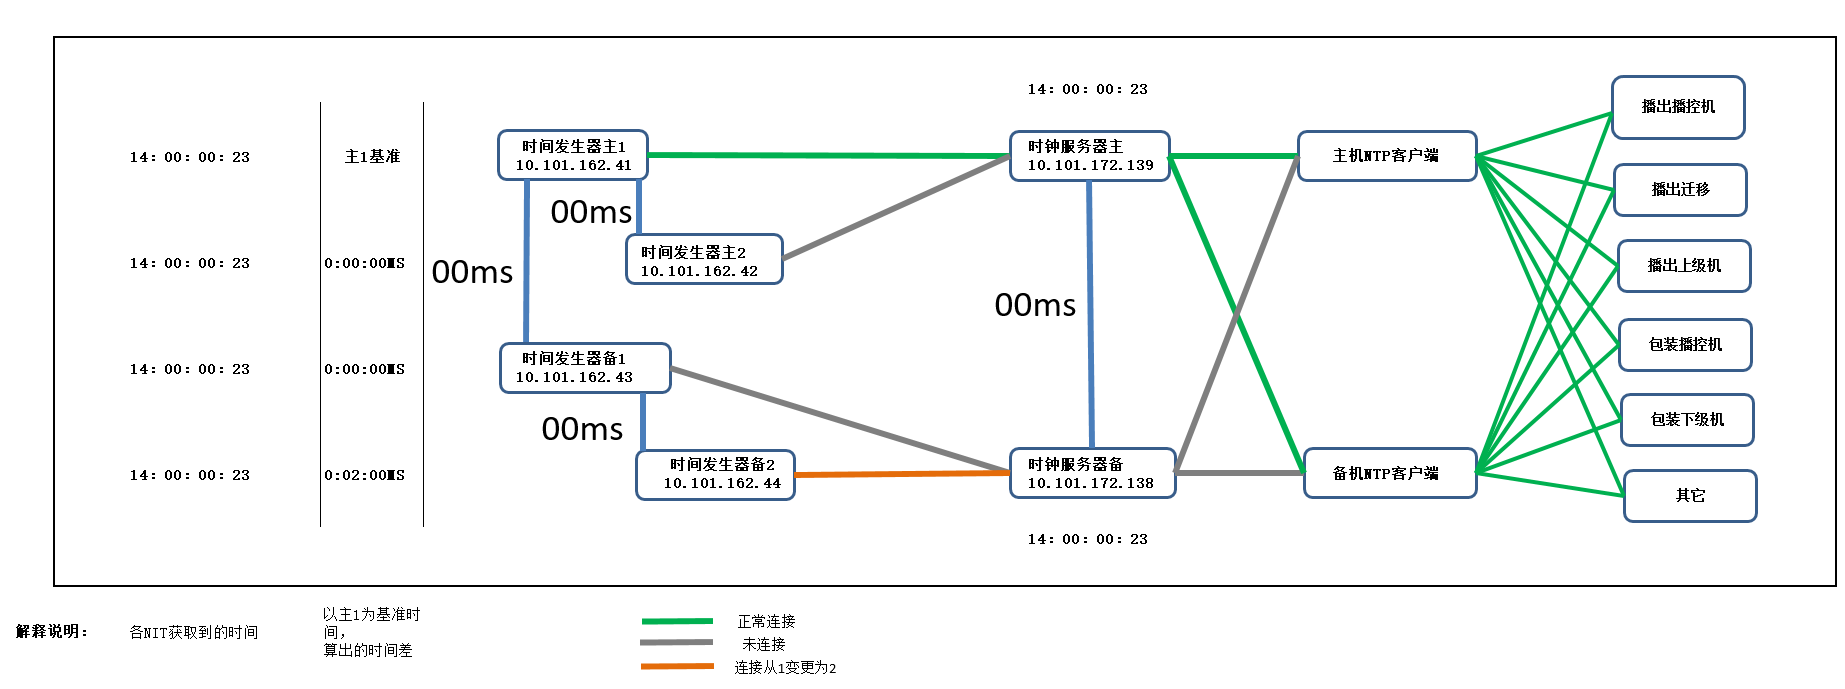 14：00：00：23
播出播控机
14：00：00：23
主1基准
时间发生器主1
10.101.162.41
时钟服务器主
10.101.172.139
主机NTP客户端
播出迁移
00ms
14：00：00：23
0:00:00MS
00ms
时间发生器主2
10.101.162.42
播出上级机
00ms
包装播控机
14：00：00：23
0:00:00MS
时间发生器备1
10.101.162.43
包装下级机
00ms
14：00：00：23
0:02:00MS
时间发生器备2
10.101.162.44
时钟服务器备
10.101.172.138
备机NTP客户端
其它
14：00：00：23
解释说明：
各NIT获取到的时间
以主1为基准时
间，
算出的时间差
正常连接
未连接
连接从1变更为2